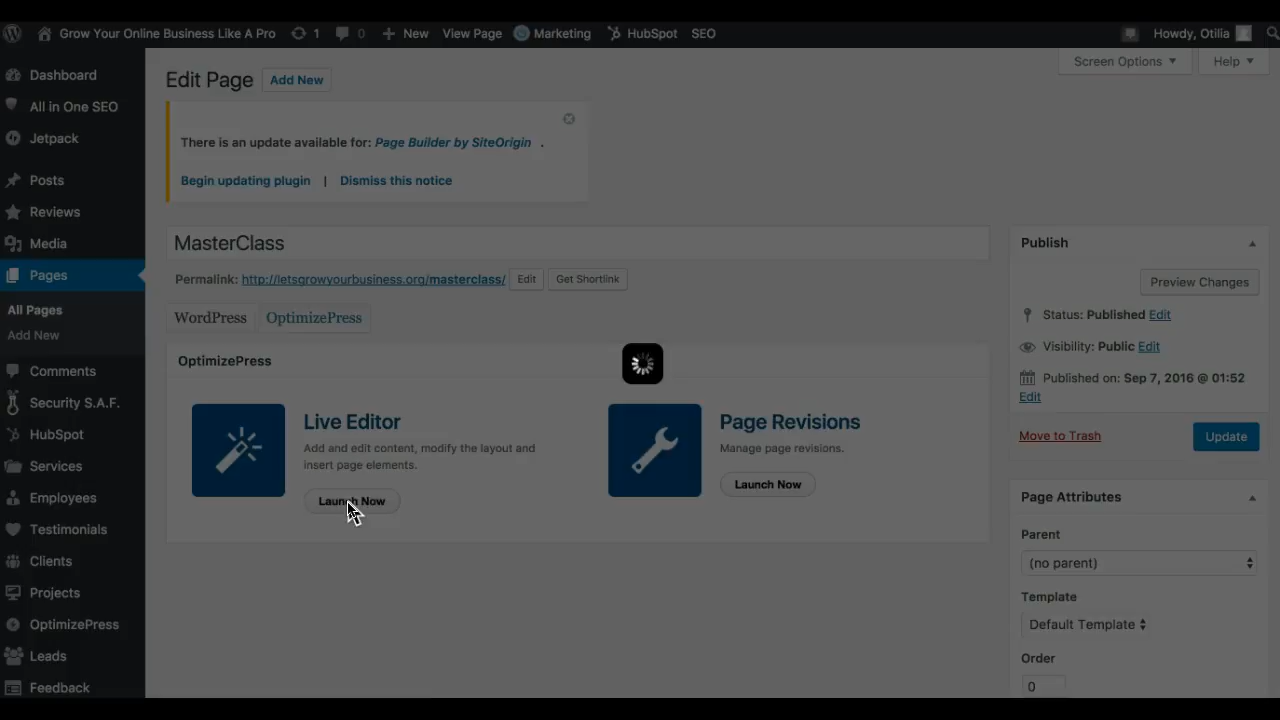 Grow Your Online Business Like A Pro 1 0 New View Page Marketing HubSpot SEO Howdy, Otilia
Screen Options Help
Dashboard
All in One SEO
Jetpack
Posts
Reviews
Media
Pages
All Pages
Add New
Comments
Security S.A.F.
HubSpot
Services
Employees
Testimonials
Clients
Projects
OptimizePress
Leads
Feedback
Edit Page Add New
There is an update available for: Page Builder by SiteOrigin .
Begin updating plugin | Dismiss this notice
MasterClass
Permalink: http://letsgrowyourbusiness.org/masterclass/ Edit Get Shortlink
WordPress OptimizePress
OptimizePress
Live Editor
Add and edit content, modify the layout and
insert page elements.
Launch Now
Page Revisions
Manage page revisions.
Launch Now
Publish
Preview Changes
Status: Published Edit
Visibility: Public Edit
Published on: Sep 7, 2016 @ 01:52
Edit
Move to Trash Update
Page Attributes
Parent
(no parent)
Template
Default Template
Order
0